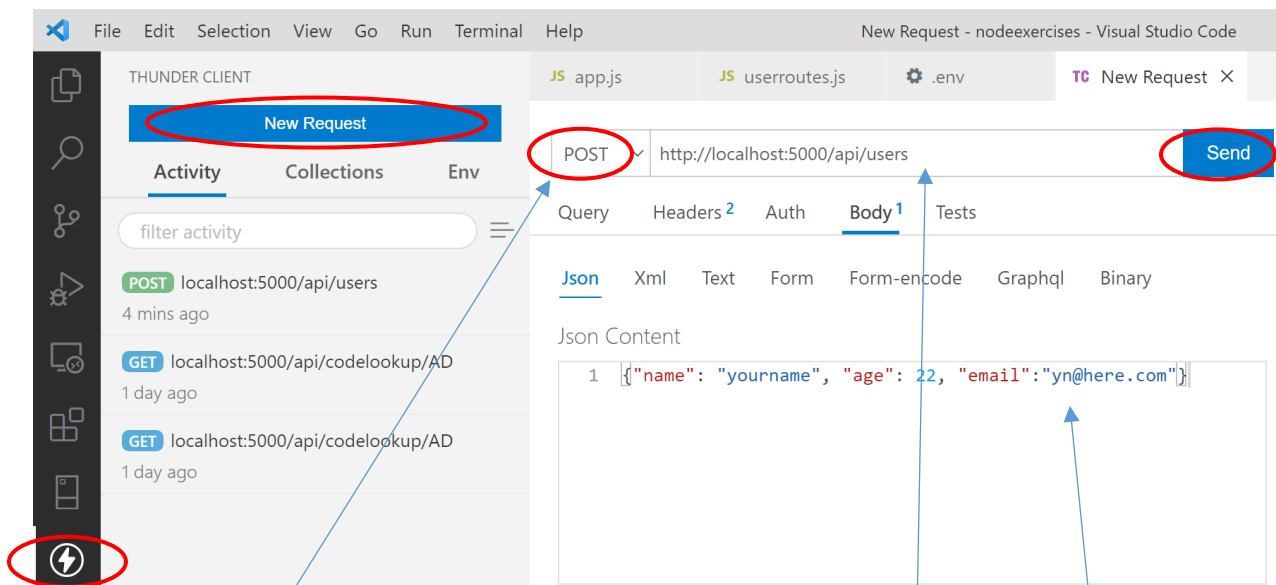 File Edit Selection View Go Run Terminal Help New Request - nodeexercises - Visual Studio Code
THUNDER CLIENT
New Request
Activity Collections Env
filter activity
POST localhost:5000/api/users
4 mins ago
GET localhost:5000/api/codelookup/AD
1 day ago
GET localhost:5000/api/codelookup/AD
1 day ago
JS app.js JS userroutes.js .env TC New Request
POST http://localhost:5000/api/users Send
Query Headers 2 Auth Body 1 Tests
Json Xml Text Form Form-encode Graphql Binary
Json Content
1 {"name": "yourname", "age": 22, "email":"yn@here.com"}